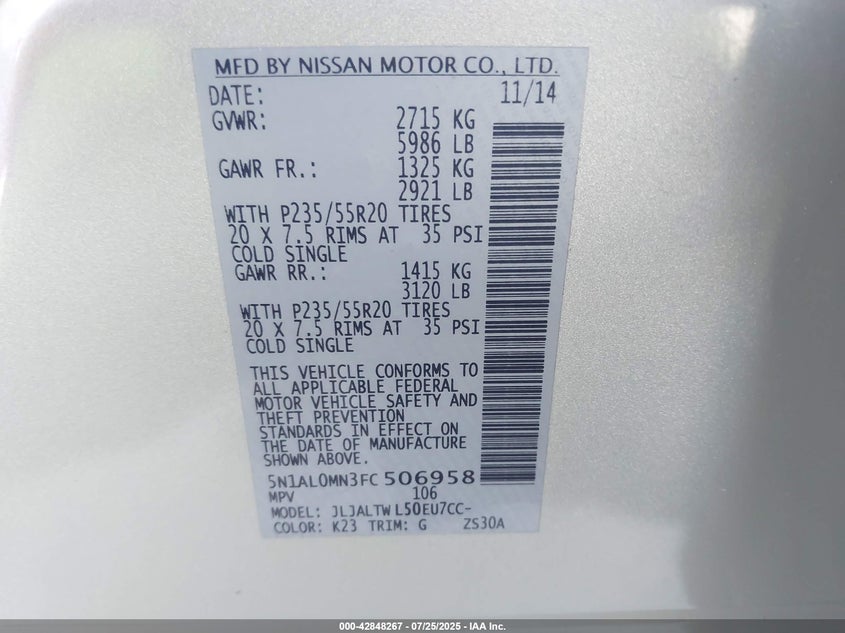 MFD BY NISSAN MOTOR CO., LTD.
DATE: 11/14
GVWR: 2715 KG
5986 LB
GAWR FR.: 1325 KG
2921 LB
WITH P235/55R20 TIRES
20 X 7.5 RIMS AT 35 PSI
COLD SINGLE
GAWR RR.: 1415 KG
3120 LB
WITH P235/55R20 TIRES
20 X 7.5 RIMS AT 35 PSI
COLD SINGLE
THIS VEHICLE CONFORMS TO
ALL APPLICABLE FEDERAL
MOTOR VEHICLE SAFETY AND
THEFT PREVENTION
STANDARDS IN EFFECT ON
THE DATE OF MANUFACTURE
SHOWN ABOVE.
5N1AL0MN3FC506958
MPV 106
MODEL: JLJALTWL50EU7CC-
COLOR: K23 TRIM: G ZS30A
000-42848267 - 07/25/2025 - IAA Inc.